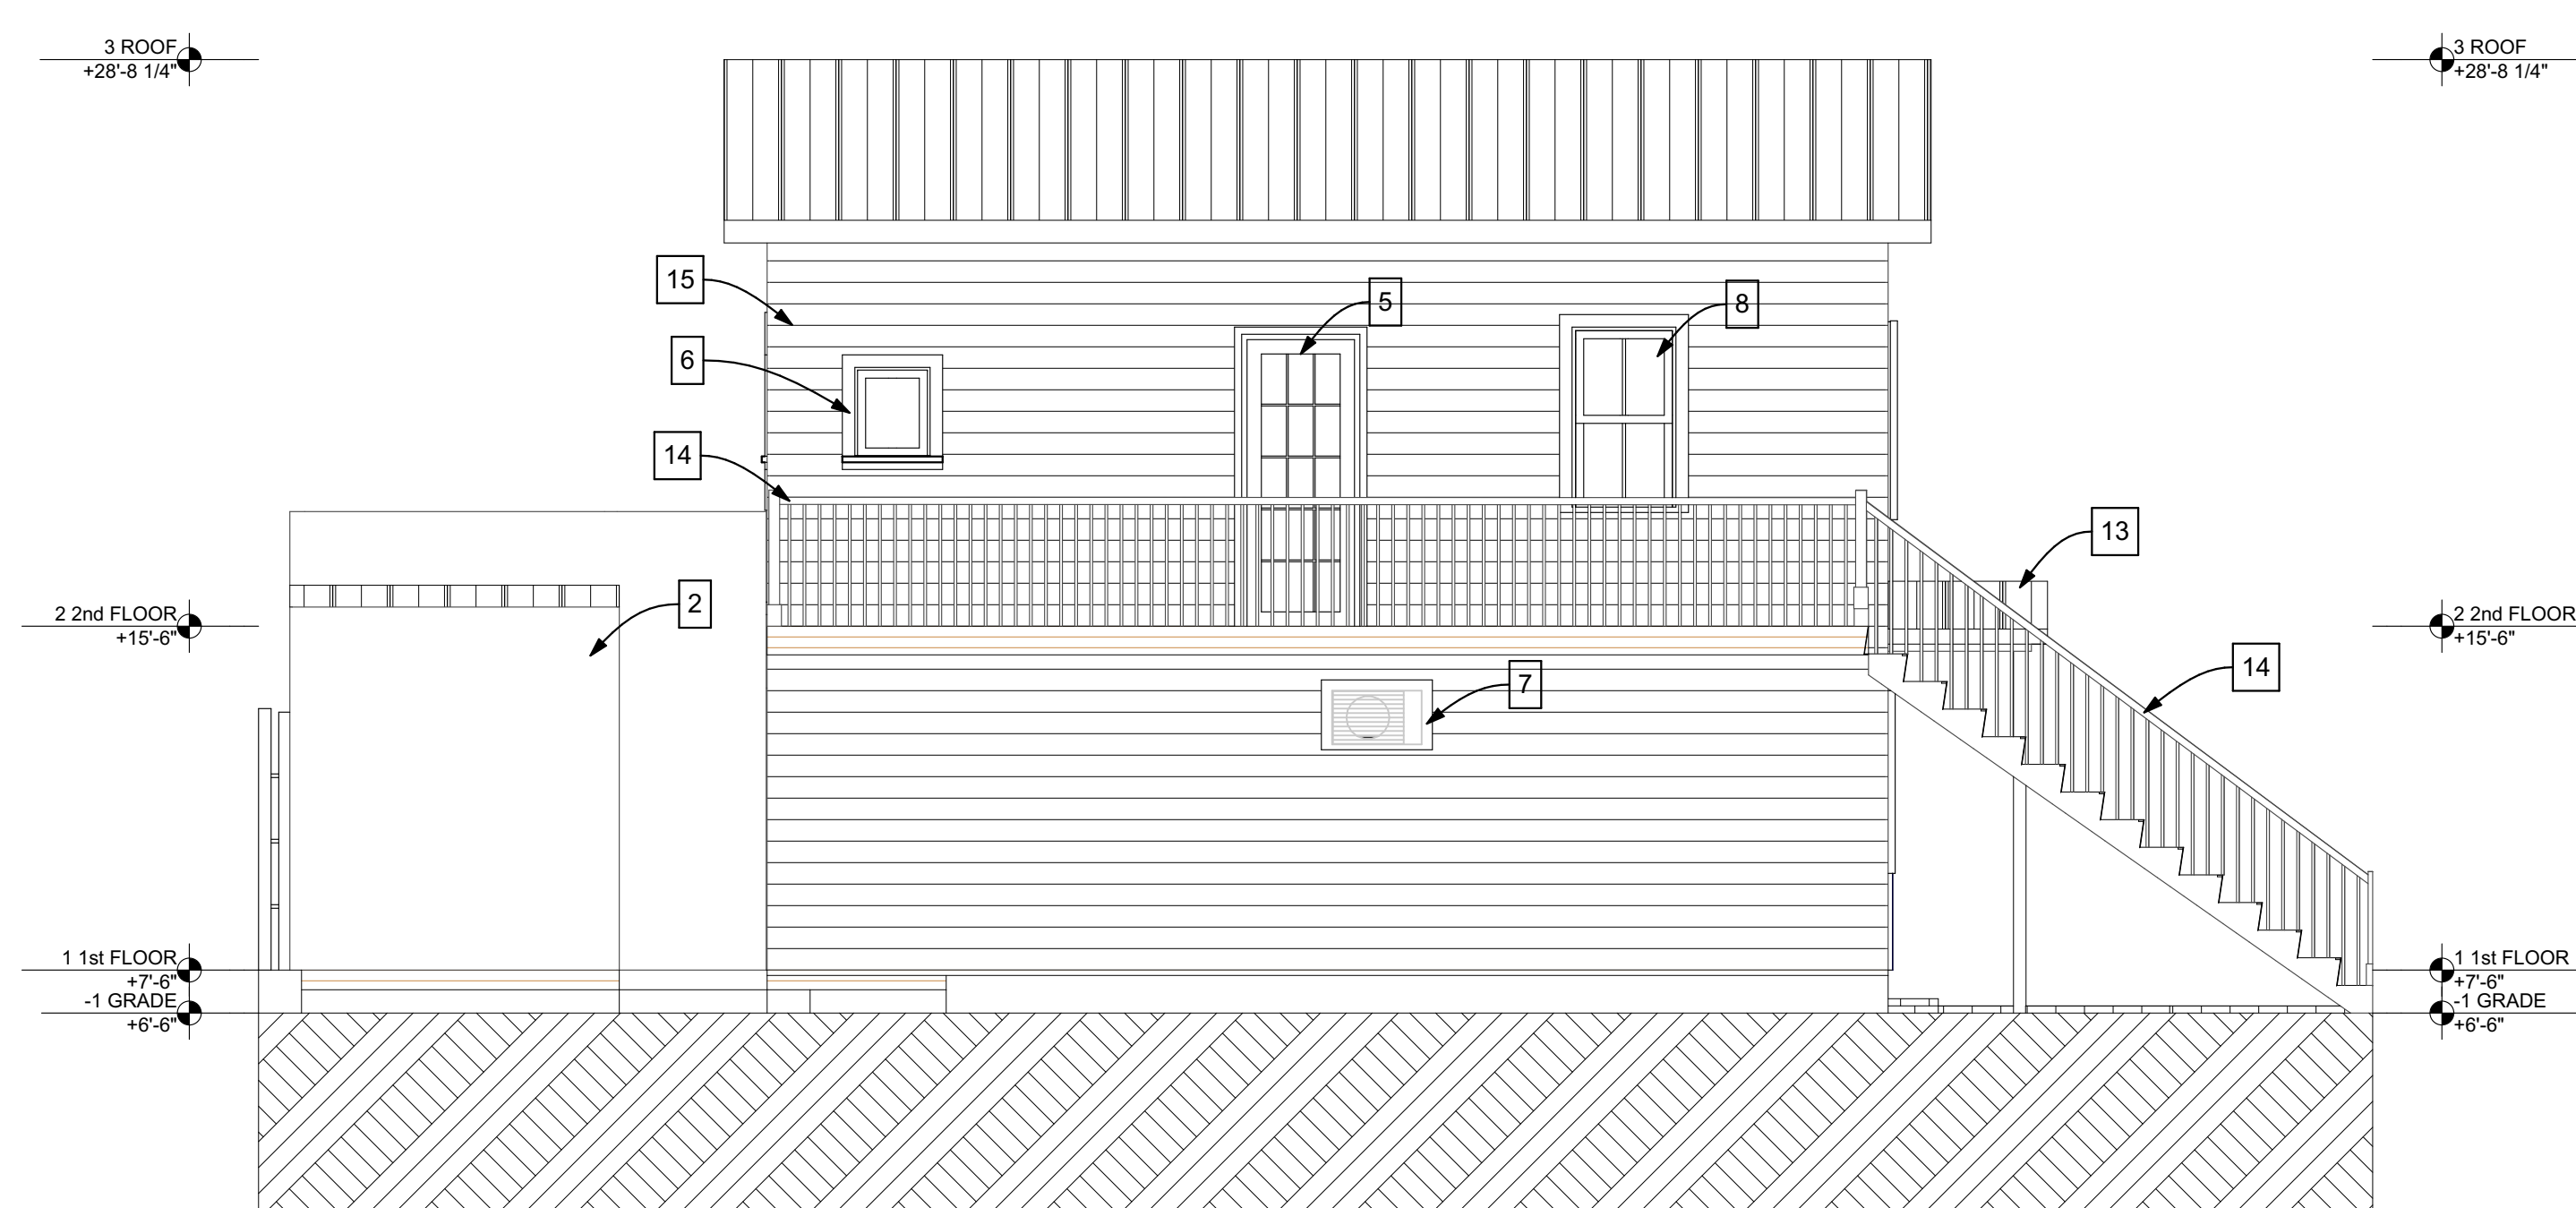 3 ROOF
+28'-8 1/4"
3 ROOF
+28'-8 1/4"
15
5
8
6
14
13
2
2 2nd FLOOR
+15'-6"
2 2nd FLOOR
+15'-6"
14
7
1 1st FLOOR
+7'-6"
-1 GRADE
+6'-6"
1 1st FLOOR
+7'-6"
-1 GRADE
+6'-6"